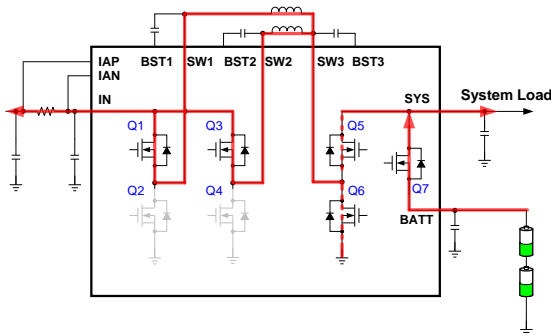 IAP
BST1 SW1 BST2 SW2 SW3 BST3
IAN
IN
SYS System Load
Q1 Q3 Q5
Q7
Q2 Q4 Q6
BATT